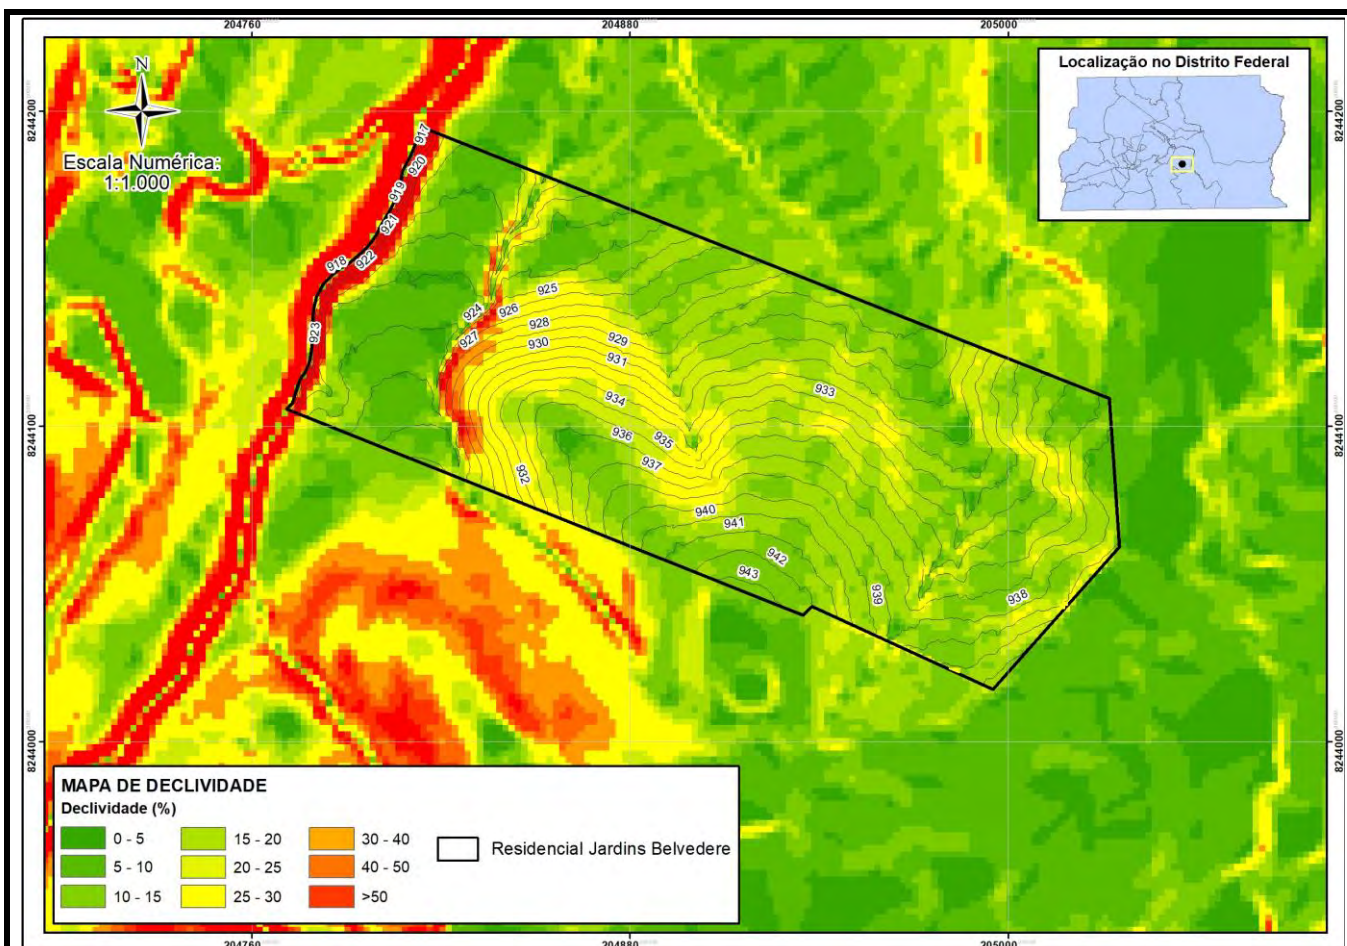 204760
204880
205000
Localização no Distrito Federal
N
Escala Numérica:
1:1.000
8244200
8244200
917
920
919
921
922
918
923
924
925
926
927
928
929
930
931
933
934
935
936
937
932
940
941
942
943
939
938
8244100
8244100
8244000
8244000
MAPA DE DECLIVIDADE
Declividade (%)
0 - 5
15 - 20
30 - 40
5 - 10
20 - 25
40 - 50
10 - 15
25 - 30
>50
Residencial Jardins Belvedere
204760
204880
205000